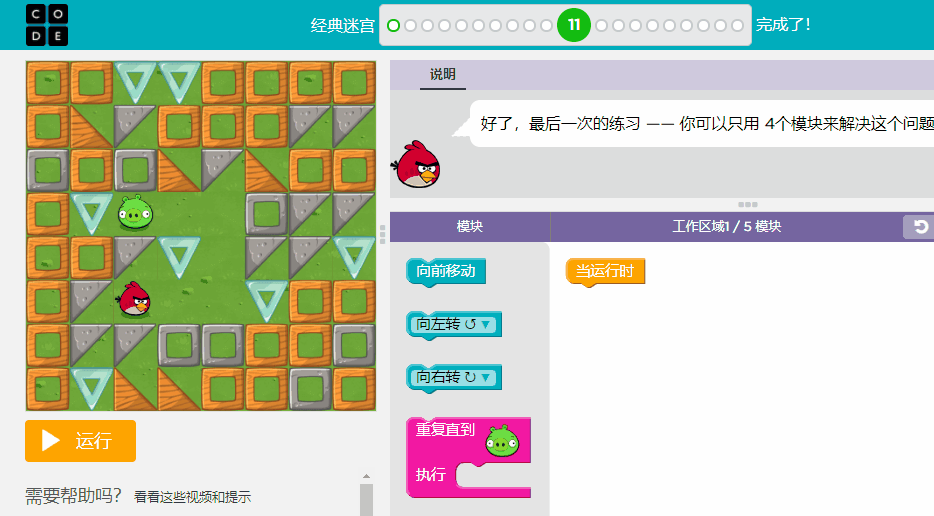 C O
D E
经典迷宫 11 完成了！
说明
好了，最后一次的练习 —— 你可以只用 4个模块来解决这个问题
模块 工作区域1 / 5 模块
向前移动
当运行时
向左转
向右转
重复直到
执行
运行
需要帮助吗? 看看这些视频和提示